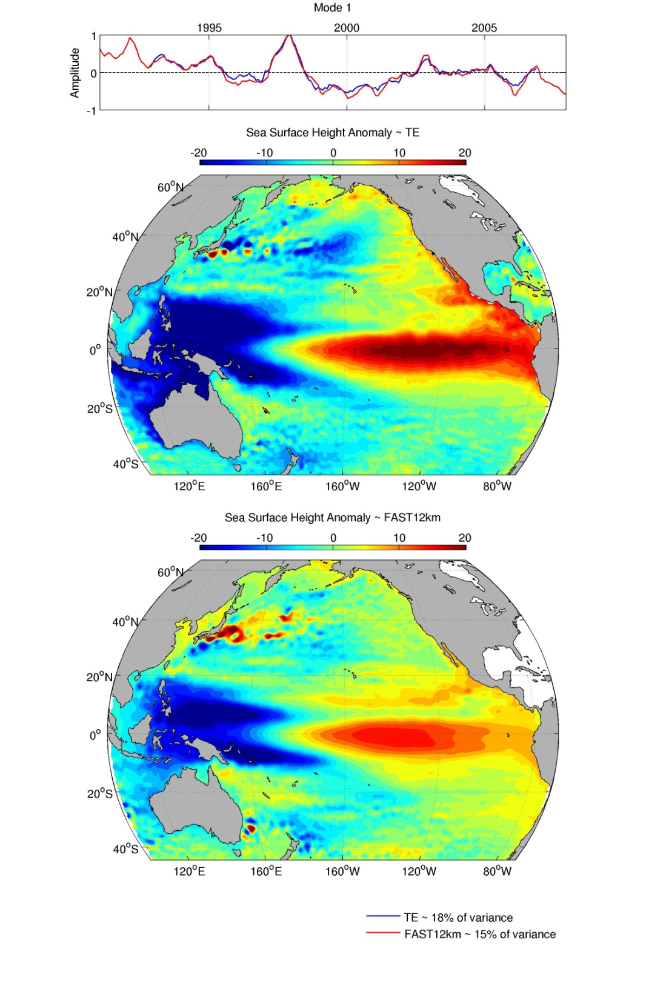 Mode 1
1995 2000 2005
1
0
-1
Amplitude
Sea Surface Height Anomaly ~ TE
-20 -10 0 10 20
60°N
40°N
20°N
0°
20°S
40°S
120°E 160°E 160°W 120°W 80°W
Sea Surface Height Anomaly ~ FAST12km
-20 -10 0 10 20
60°N
40°N
20°N
0°
20°S
40°S
120°E 160°E 160°W 120°W 80°W
TE ~ 18% of variance
FAST12km ~ 15% of variance